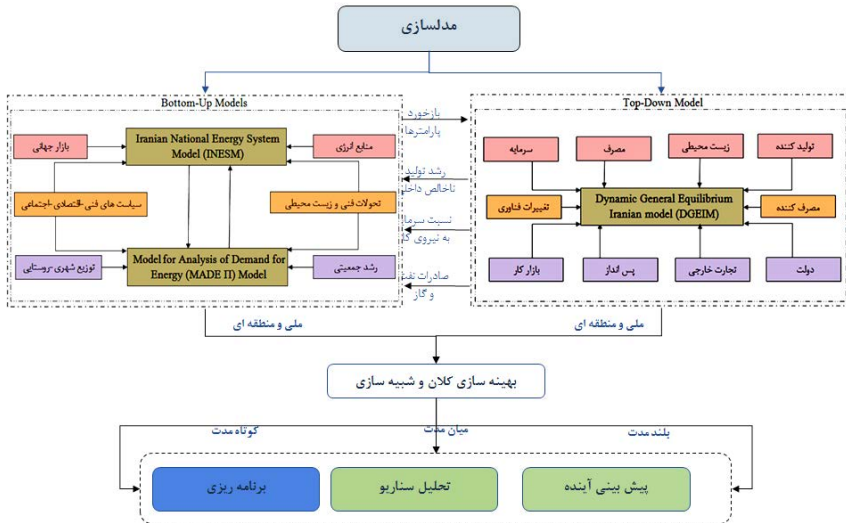 مدلسازی
Bottom-Up Models
بازار جهانی
Iranian National Energy System
Model (INESM)
منابع انرژی
سیاست های فنی-اقتصادی-اجتماعی
تحولات فنی و زیست محیطی
توزیع شهری-روستایی
Model for Analysis of Demand for
Energy (MADE II) Model
رشد جمعیتی
بازخورد
پارامترها
رشد تولید
ناخالص
نسبت
به نیروی
صادرات
و گاز
Top-Down Model
سرمایه
مصرف
زیست محیطی
تولید کننده
تغییرات فناوری
Dynamic General Equilibrium
Iranian model (DGEIM)
مصرف کننده
بازار کار
پس انداز
تجارت خارجی
دولت
ملی و منطقه ای
ملی و منطقه ای
بهینه سازی کلان و شبیه سازی
کوتاه مدت
میان مدت
بلند مدت
برنامه ریزی
تحلیل سناریو
پیش بینی آینده